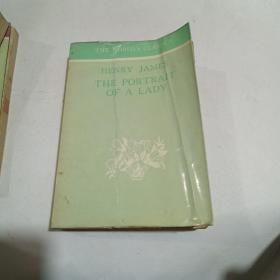 THE WORLD'S CLASSICS
HENRY JAMES
THE PORTRAIT
OF A LADY